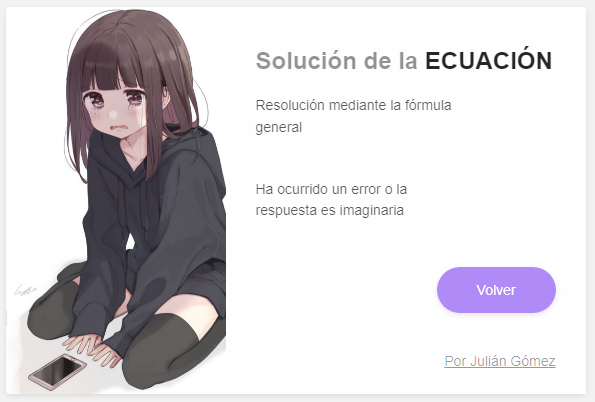 Solución de la ECUACIÓN
Resolución mediante la fórmula
general
Ha ocurrido un error o la
respuesta es imaginaria
Volver
Por Julián Gómez